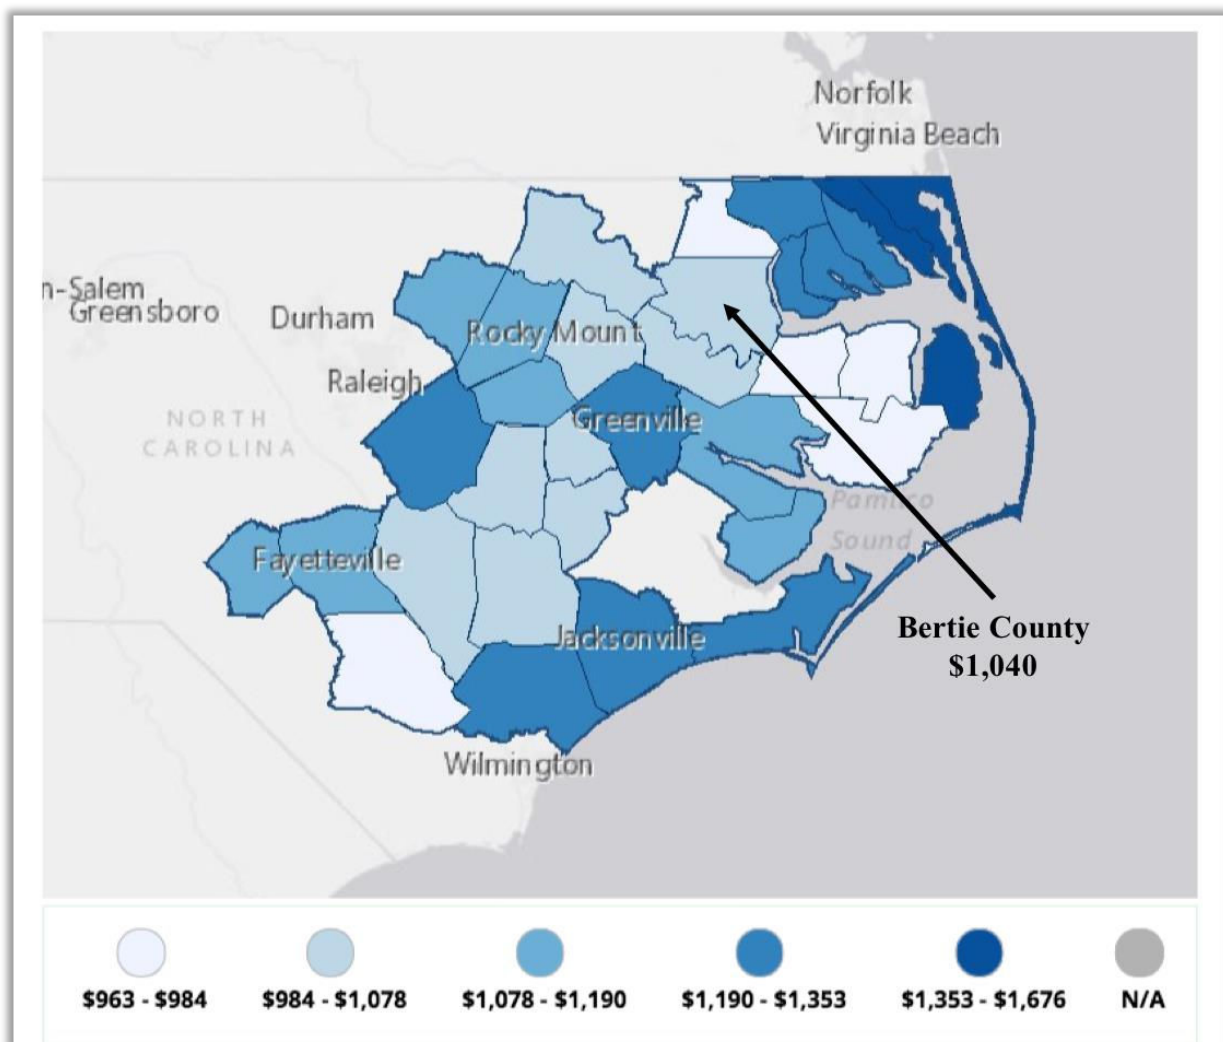 Norfolk
Virginia Beach
n-Salem
Greensboro
Durham
Rocky Mount
Raleigh
NORTH
CAROLINA
Greenville
Pamlico
Sound
Fayetteville
Jacksonville
Bertie County
$1,040
Wilmington
$963 - $984
$984 - $1,078
$1,078 - $1,190
$1,190 - $1,353
$1,353 - $1,676
N/A